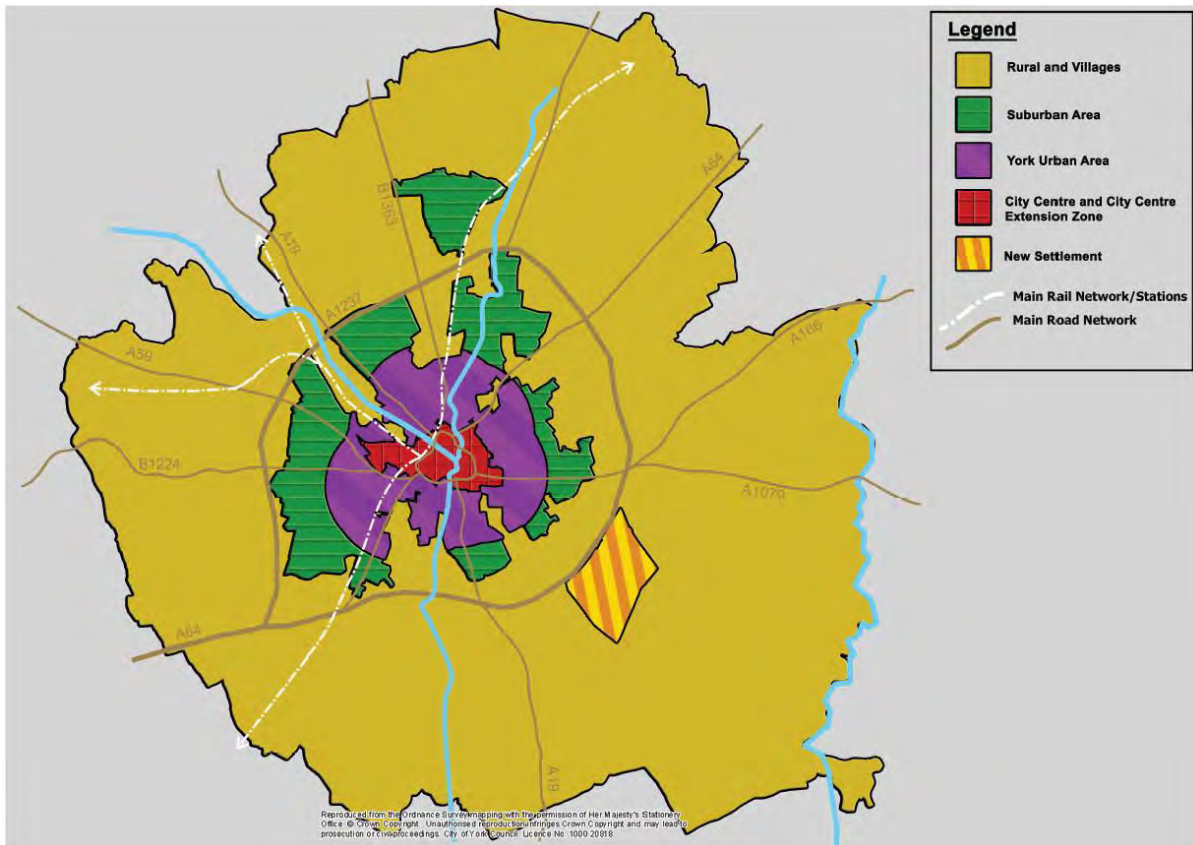 Legend
Rural and Villages
Suburban Area
York Urban Area
City Centre and City Centre
Extension Zone
New Settlement
Main Rail Network/Stations
Main Road Network
B1363
A64
A79
A1237
A59
A166
B1224
A1079
A64
A19
Reproduced from the Ordnance Survey mapping with the permission of Her Majesty's Stationery
Office © Crown Copyright. Unauthorised reproduction infringes Crown Copyright and may lead to
prosecution or civil proceedings. City of York Council. Licence No. 1000 20818